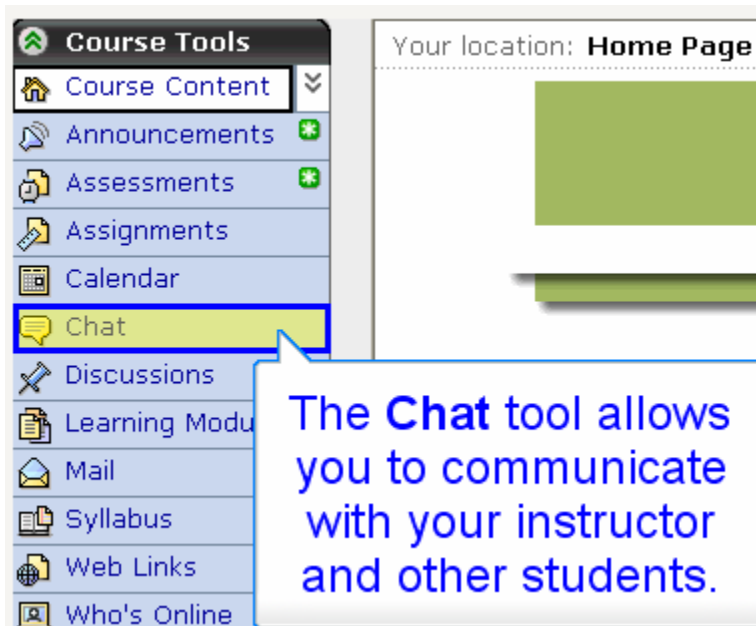 Course Tools
Your location: Home Page
Course Content
Announcements
Assessments
Assignments
Calendar
Chat
Discussions
Learning Modu
Mail
Syllabus
Web Links
Who's Online
The Chat tool allows
you to communicate
with your instructor
and other students.